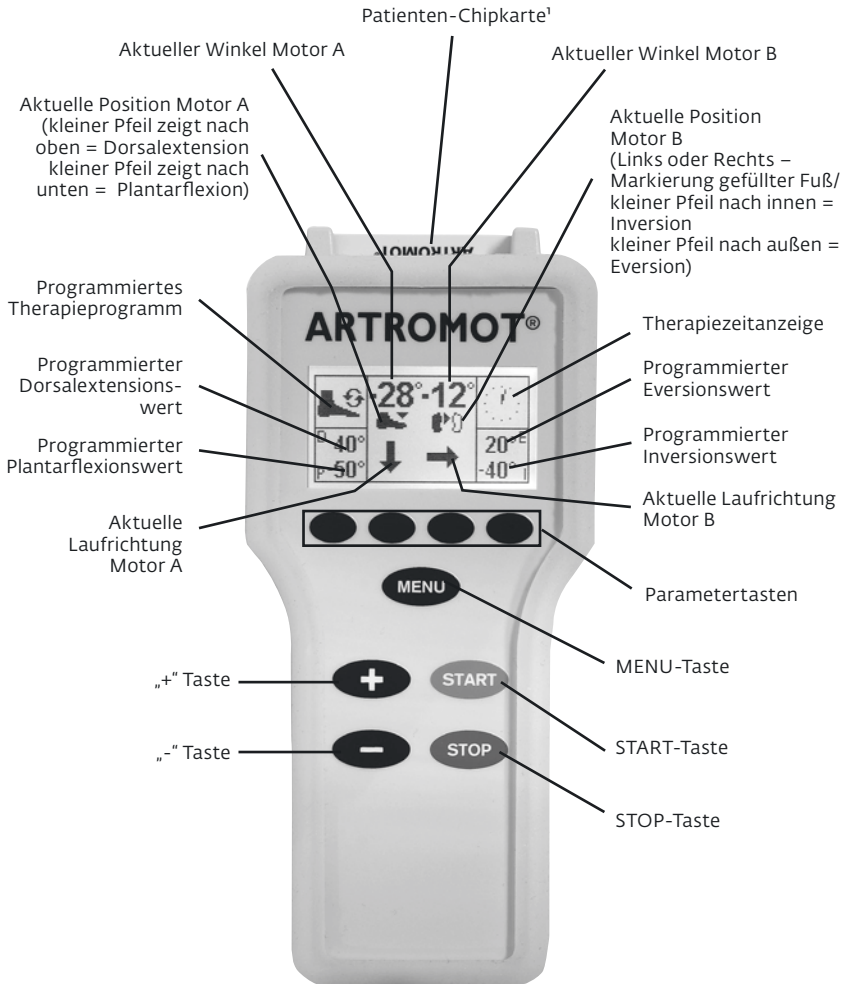 Patienten-Chipkarte¹
Aktueller Winkel Motor A
Aktueller Winkel Motor B
Aktuelle Position Motor A
(kleiner Pfeil zeigt nach
oben = Dorsalextension
kleiner Pfeil zeigt nach
unten = Plantarflexion)
Aktuelle Position
Motor B
(Links oder Rechts –
Markierung gefüllter Fuß/
kleiner Pfeil nach innen =
Inversion
kleiner Pfeil nach außen =
Eversion)
ARTROMOT®
Programmiertes
Therapieprogramm
ARTROMOT®
Therapiezeitanzeige
Programmierter
Dorsalextensions-
wert
-28° -12°
Programmierter
Eversionswert
D 40°
20° E
Programmierter
Plantarflexionswert
P -50°
-40° I
Programmierter
Inversionswert
Aktuelle
Laufrichtung
Motor A
Aktuelle Laufrichtung
Motor B
Parametertasten
MENU
MENU-Taste
„+“ Taste
+
START
START-Taste
„-“ Taste
–
STOP
STOP-Taste